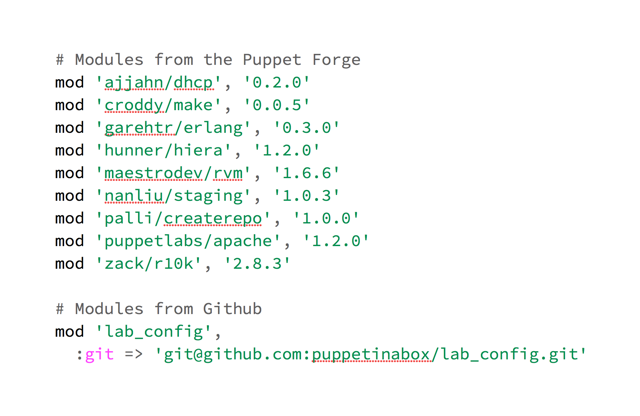 # Modules from the Puppet Forge
mod 'ajjahn/dhcp', '0.2.0'
mod 'croddy/make', '0.0.5'
mod 'garehtr/erlang', '0.3.0'
mod 'hunner/hiera', '1.2.0'
mod 'maestrodev/rvm', '1.6.6'
mod 'nanliu/staging', '1.0.3'
mod 'palli/createrepo', '1.0.0'
mod 'puppetlabs/apache', '1.2.0'
mod 'zack/r10k', '2.8.3'
# Modules from Github
mod 'lab_config',
  :git => 'git@github.com:puppetinabox/lab_config.git'